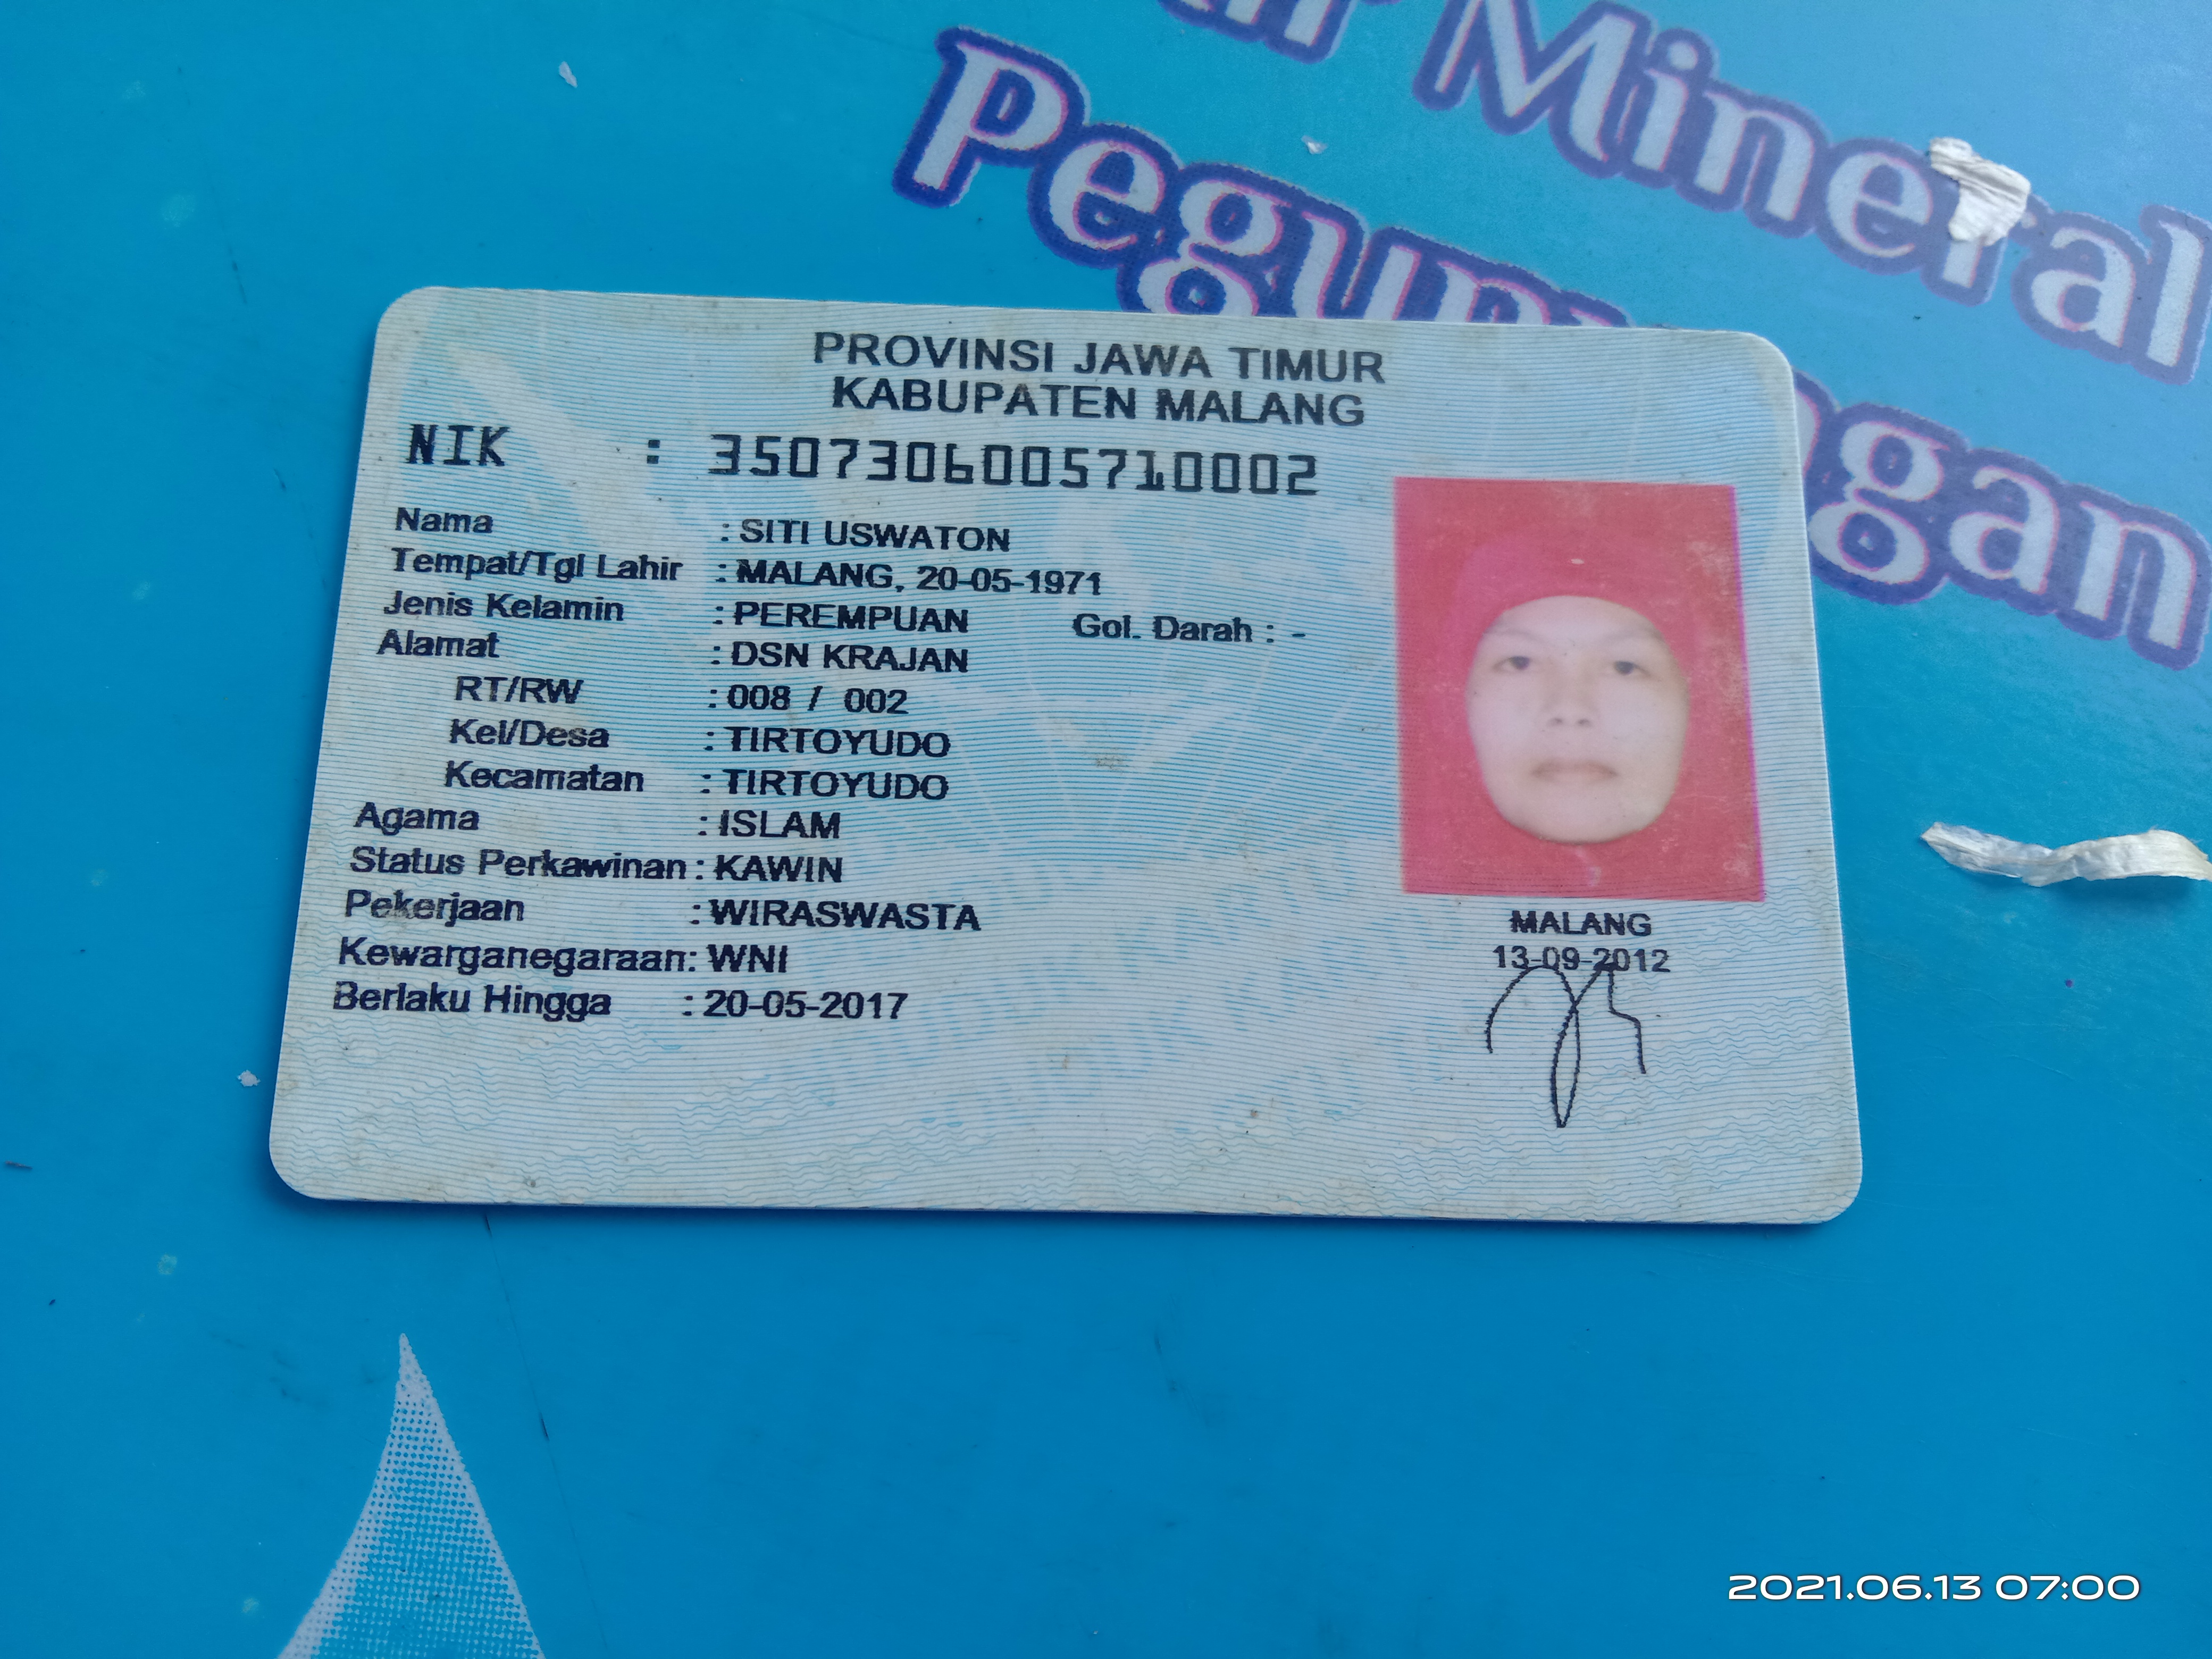 Mineral
Pegunungan
PROVINSI JAWA TIMUR
KABUPATEN MALANG
NIK : 3507306005710002
Nama : SITI USWATON
Tempat/Tgl Lahir : MALANG, 20-05-1971
Jenis Kelamin : PEREMPUAN Gol. Darah : -
Alamat : DSN KRAJAN
RT/RW : 008 / 002
Kel/Desa : TIRTOYUDO
Kecamatan : TIRTOYUDO
Agama : ISLAM
Status Perkawinan : KAWIN
Pekerjaan : WIRASWASTA
Kewarganegaraan : WNI
Berlaku Hingga : 20-05-2017
MALANG
13-09-2012
2021.06.13 07:00